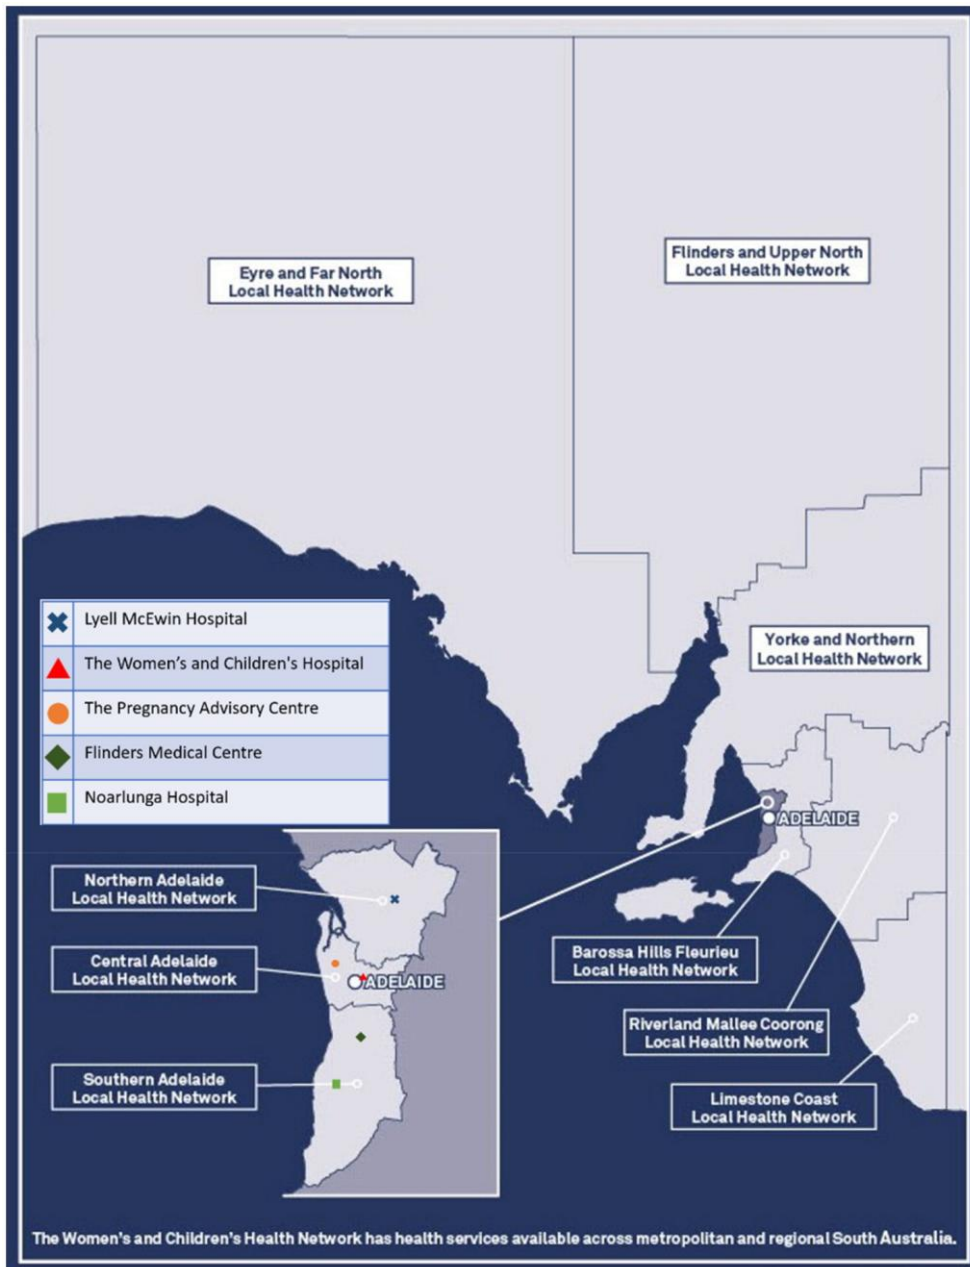 Eyre and Far North
Local Health Network
Flinders and Upper North
Local Health Network
Yorke and Northern
Local Health Network
Lyell McEwin Hospital
The Women’s and Children's Hospital
The Pregnancy Advisory Centre
Flinders Medical Centre
Noarlunga Hospital
ADELAIDE
Northern Adelaide
Local Health Network
Central Adelaide
Local Health Network
ADELAIDE
Southern Adelaide
Local Health Network
Barossa Hills Fleurieu
Local Health Network
Riverland Mallee Coorong
Local Health Network
Limestone Coast
Local Health Network
The Women’s and Children’s Health Network has health services available across metropolitan and regional South Australia.